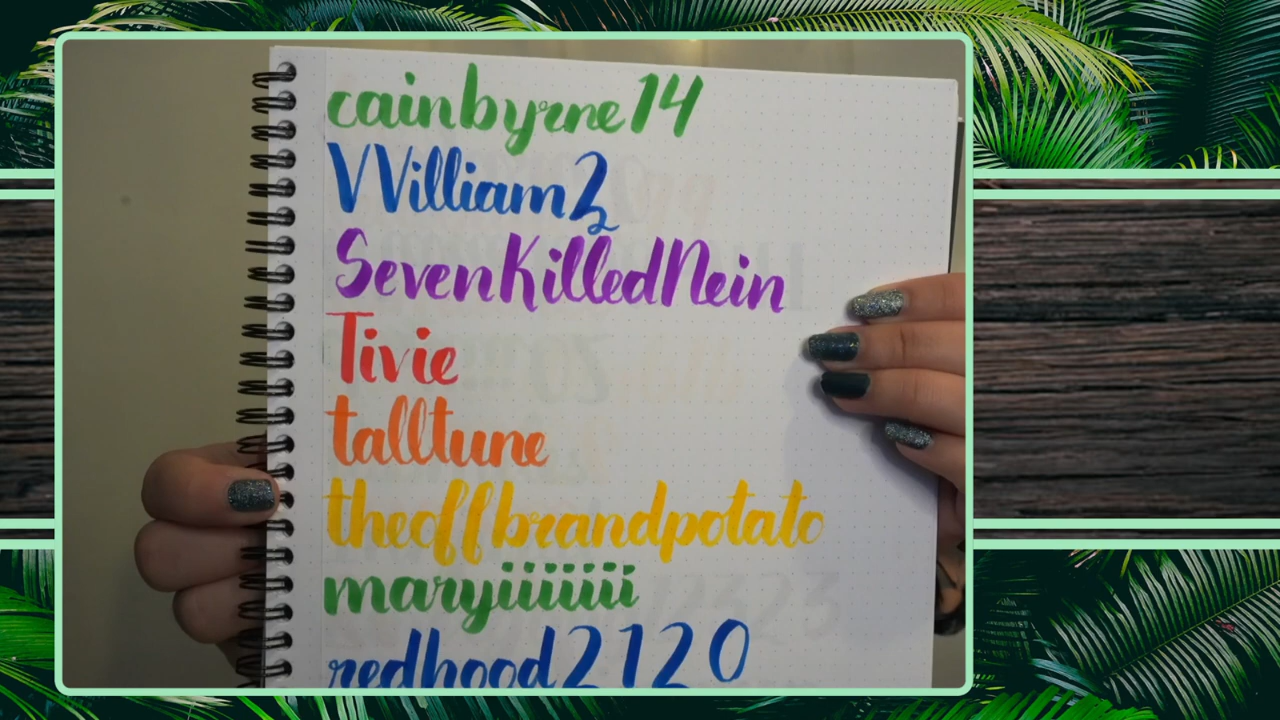 cainbyrne14
VVilliam2
SevenKilledNein
Tivie
talltune
theoffbrandpotato
maryiiiiiii
redhood2120